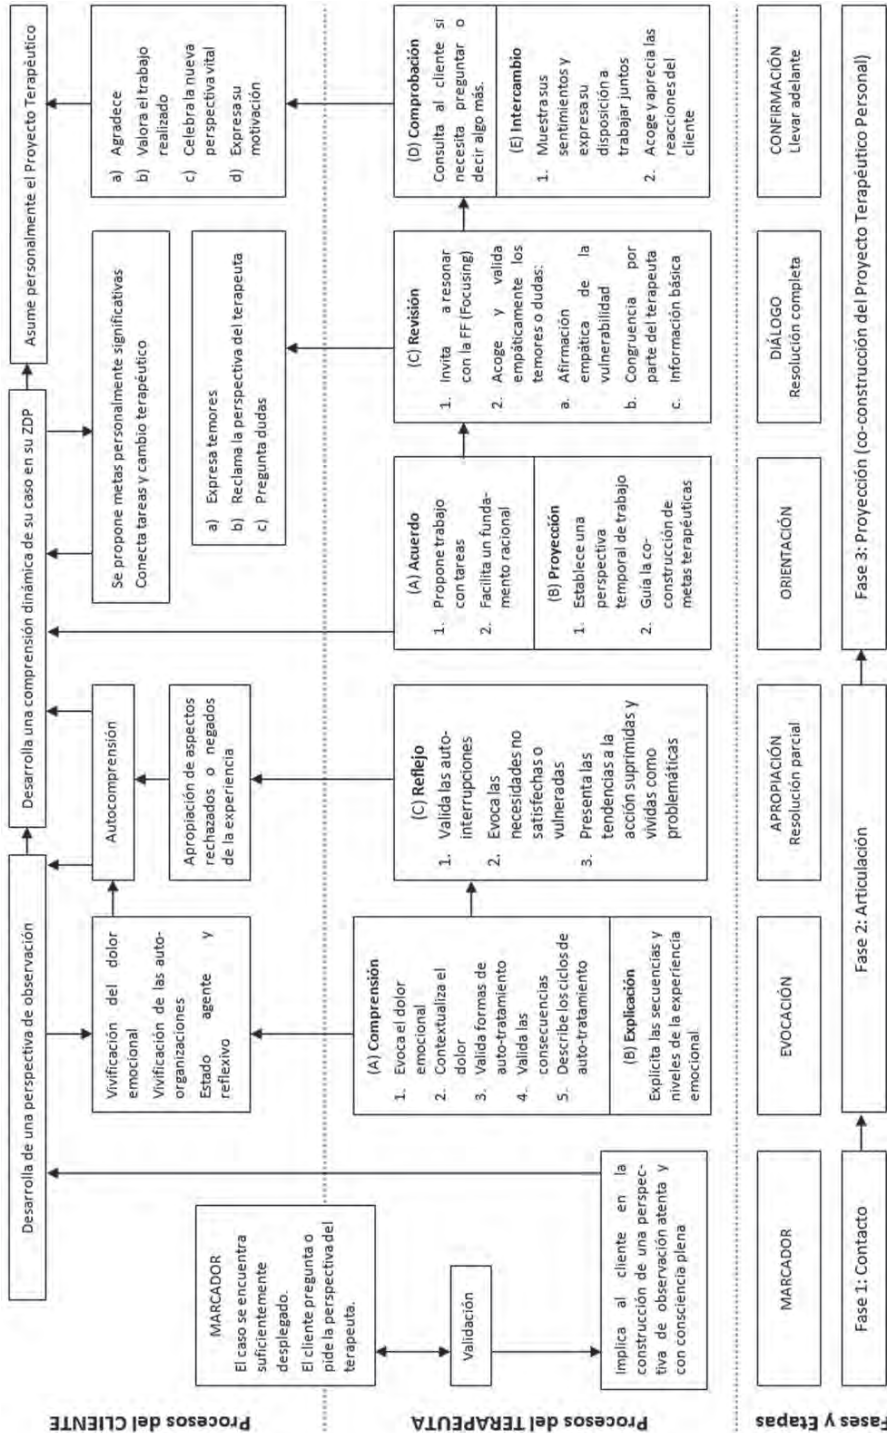 Procesos del CLIENTE
Desarrolla de una perspectiva de observación
Desarrolla una comprensión dinámica de su caso en su ZDP
Asume personalmente el Proyecto Terapéutico
MARCADOR
El caso se encuentra
suficientemente
desplegado.
El cliente pregunta o
pide la perspectiva del
terapeuta.
Vivificación del dolor
emocional
Vivificación de las auto-
organizaciones
Estado agente y
reflexivo
Autocomprensión
Apropiación de aspectos
rechazados o negados
de la experiencia
Se propone metas personalmente significativas
Conecta tareas y cambio terapéutico
a) Expresa temores
b) Reclama la perspectiva del terapeuta
c) Pregunta dudas
a) Agradece
b) Valora el trabajo
realizado
c) Celebra la nueva
perspectiva vital
d) Expresa su
motivación
Procesos del TERAPEUTA
Validación
Implica al cliente en la
construcción de una perspec-
tiva de observación atenta y
con consciencia plena
(A) Comprensión
1. Evoca el dolor
emocional
2. Contextualiza el
dolor
3. Valida formas de
auto-tratamiento
4. Valida las
consecuencias
5. Describe los ciclos de
auto-tratamiento
(B) Explicación
Explicita las secuencias y
niveles de la experiencia
emocional.
(C) Reflejo
1. Valida las auto-
interrupciones
2. Evoca las
necesidades no
satisfechas o
vulneradas
3. Presenta las
tendencias a la
acción suprimidas y
vividas como
problemáticas
(A) Acuerdo
1. Propone trabajo
con tareas
2. Facilita un funda-
mento racional
(B) Proyección
1. Establece una
perspectiva
temporal de trabajo
2. Guía la co-
construcción de
metas terapéuticas
(C) Revisión
1. Invita a resonar
con la FF (Focusing)
2. Acoge y valida
empáticamente los
temores o dudas:
a. Afirmación
empática de la
vulnerabilidad
b. Congruencia por
parte del terapeuta
c. Información básica
(D) Comprobación
Consulta al cliente si
necesita preguntar o
decir algo más.
(E) Intercambio
1. Muestra sus
sentimientos y
expresa su
disposición a
trabajar juntos
2. Acoge y aprecia las
reacciones del
cliente
Fases y Etapas
MARCADOR
EVOCACIÓN
APROPIACIÓN
Resolución parcial
ORIENTACIÓN
DIÁLOGO
Resolución completa
CONFIRMACIÓN
Llevar adelante
Fase 1: Contacto
Fase 2: Articulación
Fase 3: Proyección (co-construcción del Proyecto Terapéutico Personal)